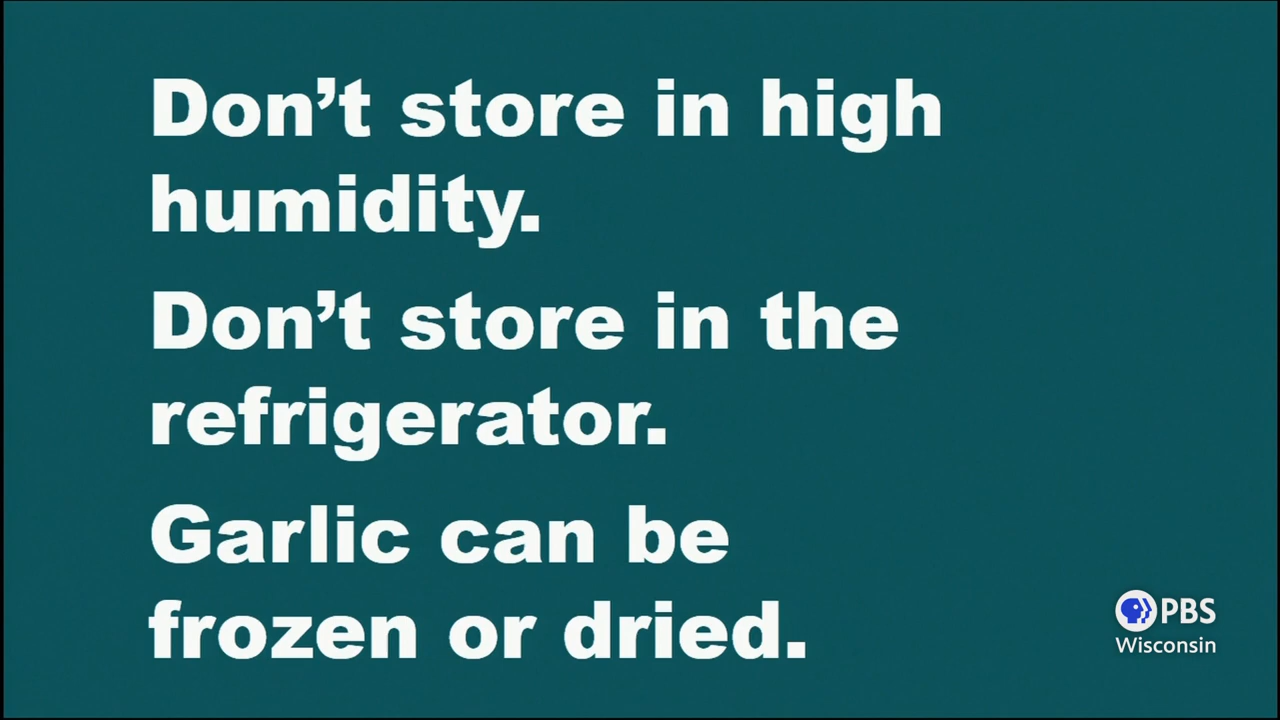 Don’t store in high
humidity.
Don’t store in the
refrigerator.
Garlic can be
frozen or dried.
PBS
Wisconsin